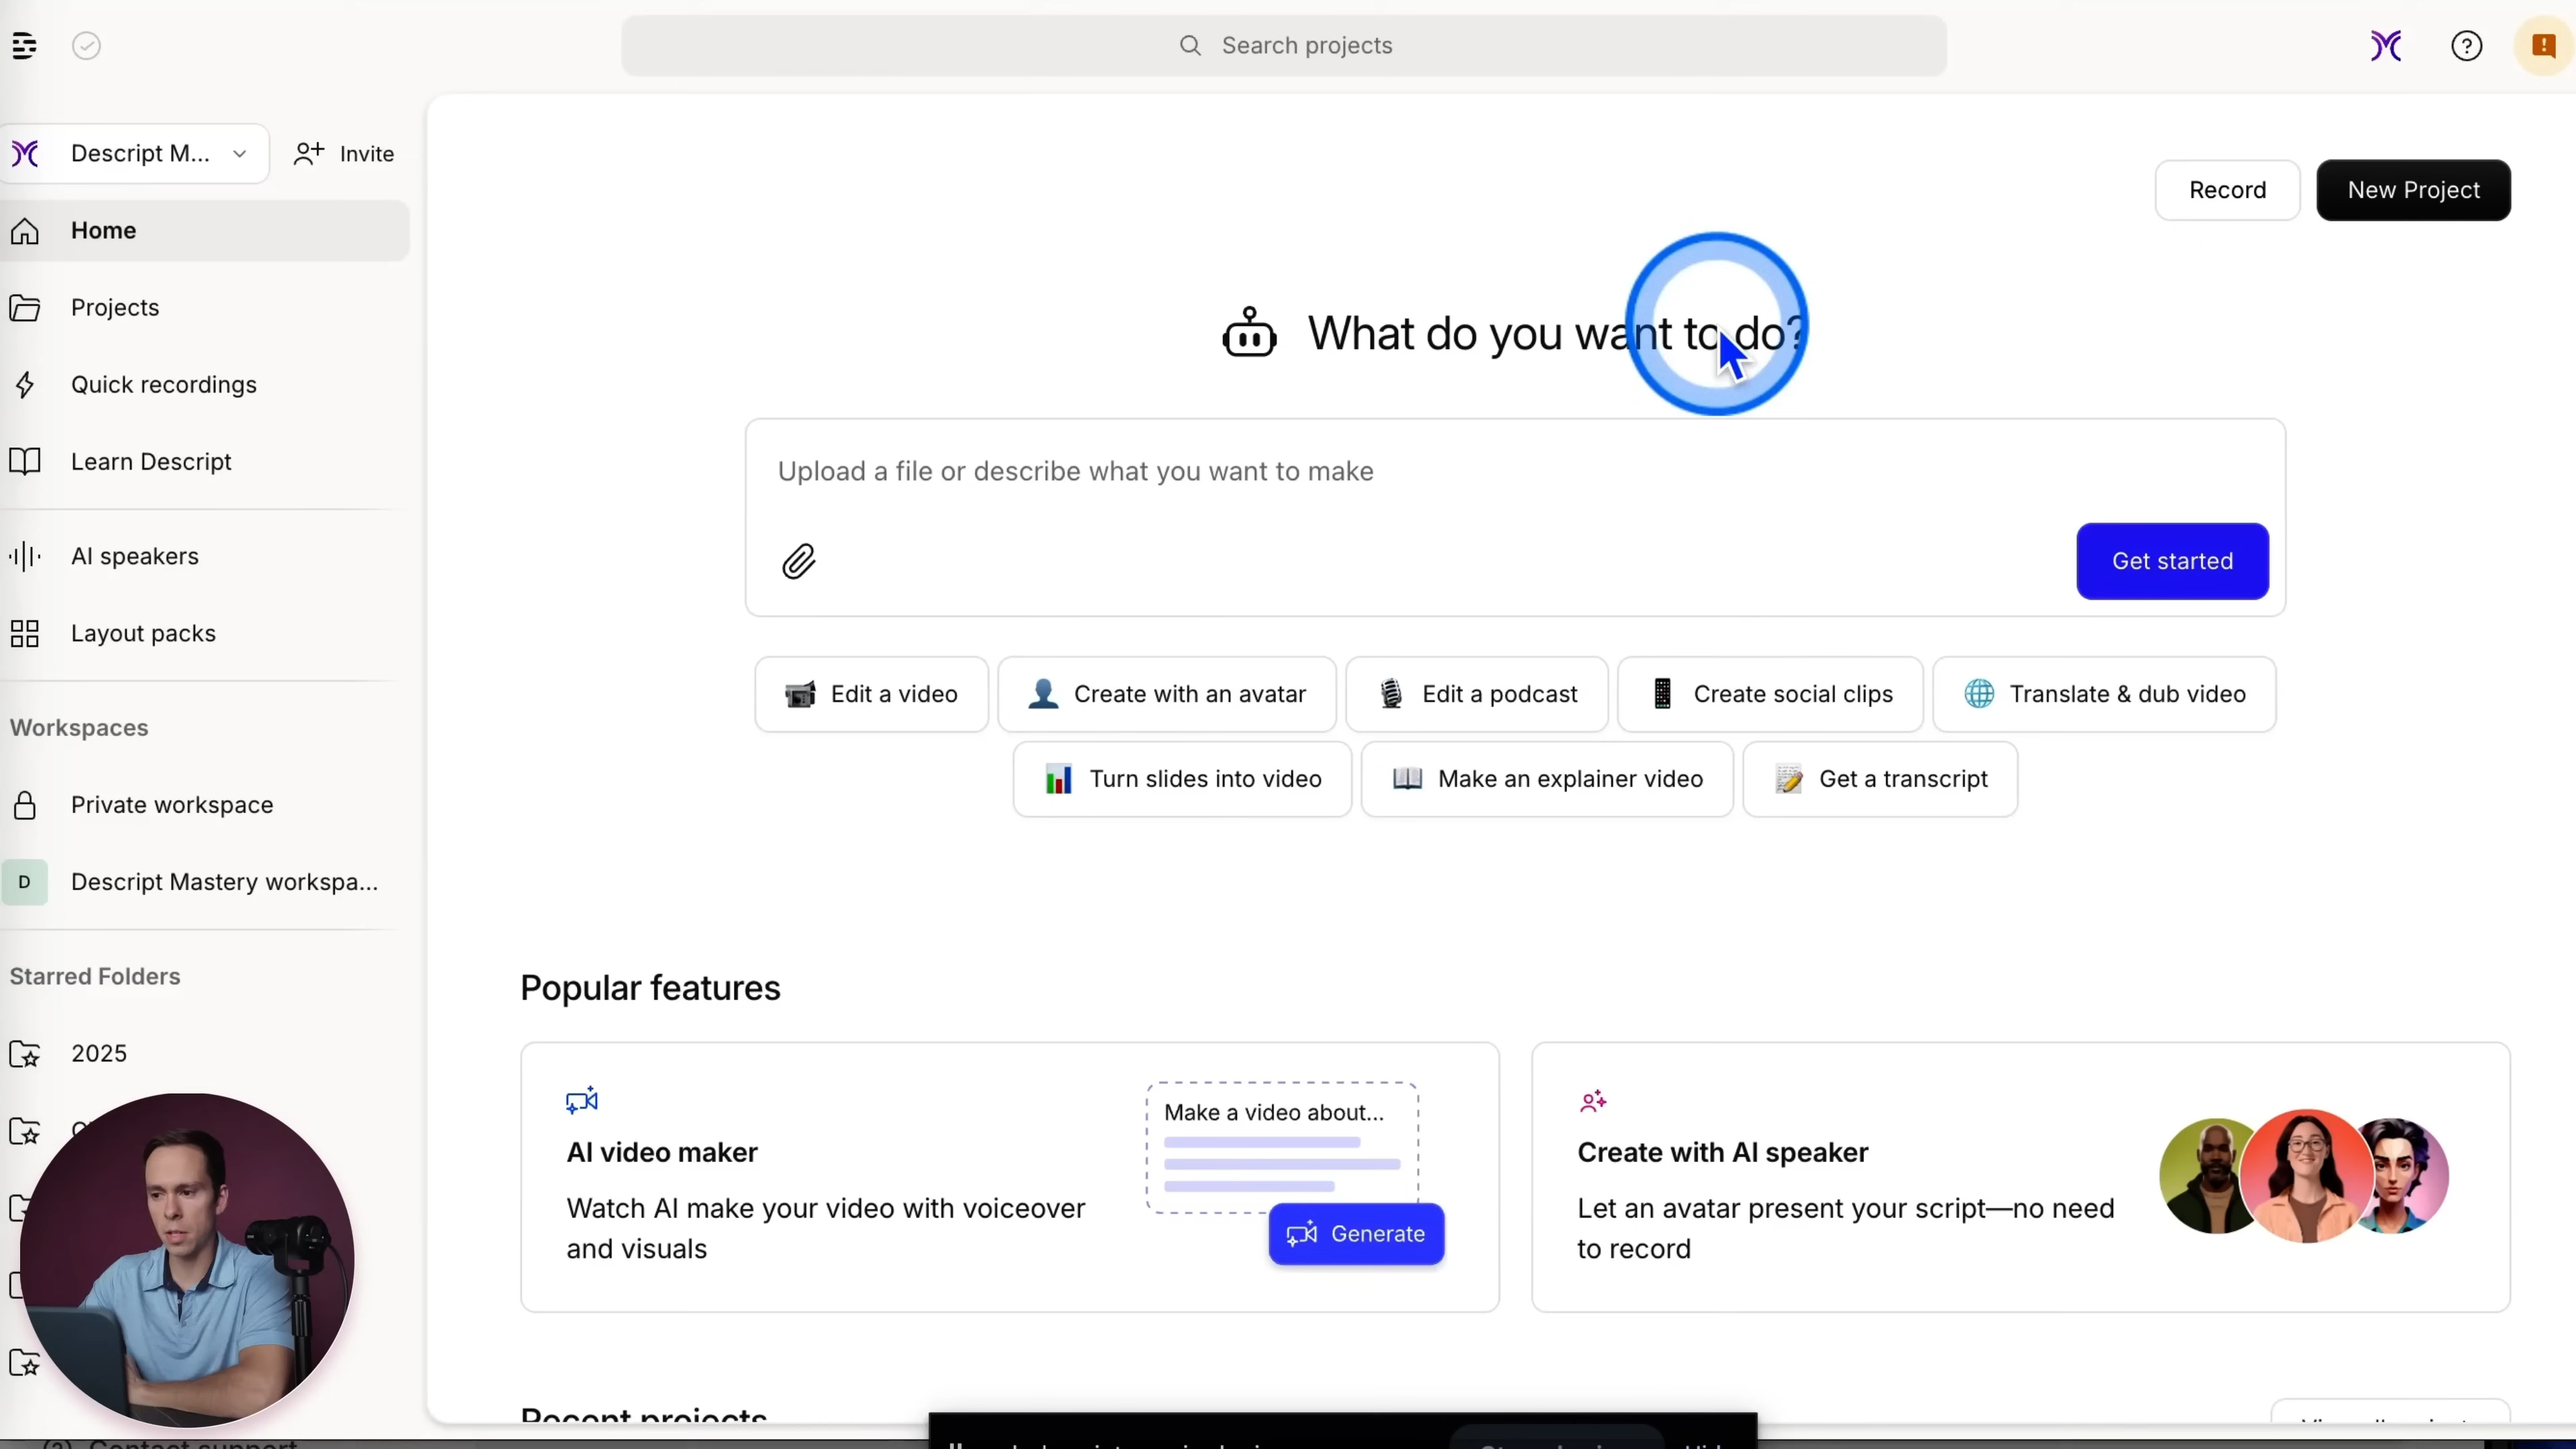 Search projects
Descript M...
Invite
Home
Projects
Quick recordings
Learn Descript
AI speakers
Layout packs
Workspaces
Private workspace
D
Descript Mastery workspa...
Starred Folders
2025
Record
New Project
What do you want to do?
Upload a file or describe what you want to make
Get started
Edit a video
Create with an avatar
Edit a podcast
Create social clips
Translate & dub video
Turn slides into video
Make an explainer video
Get a transcript
Popular features
AI video maker
Watch AI make your video with voiceover
and visuals
Make a video about...
Generate
Create with AI speaker
Let an avatar present your script—no need
to record
Recent projects
Contact support